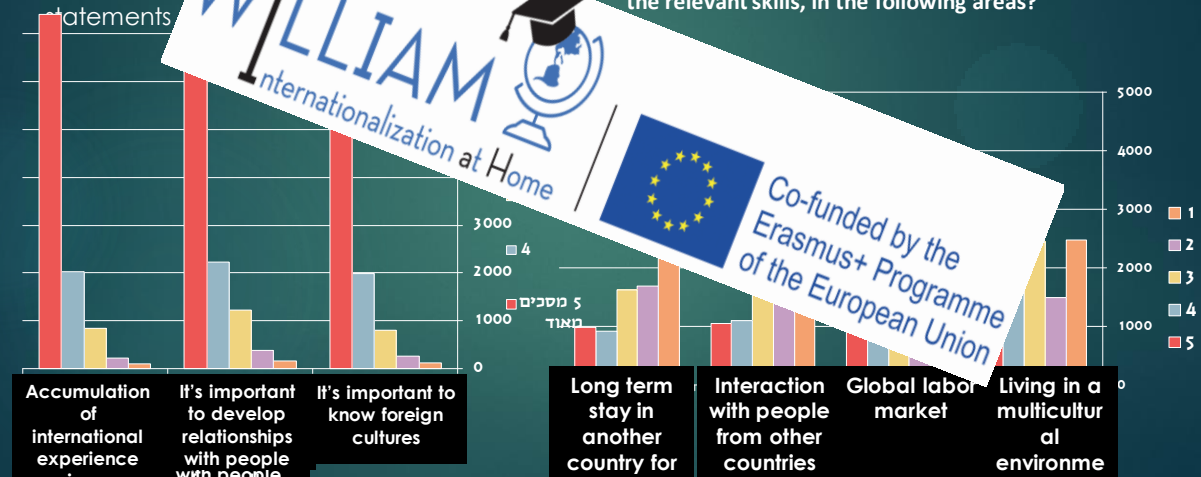 statements
the relevant skills, in the following areas?
WILLIAM
Internationalization at Home
Co-funded by the
Erasmus+ Programme
of the European Union
3000
2000
1000
0
4
5 מסכים
מאוד
Accumulation
of
international
experience
It's important
to develop
relationships
with people
with people
It's important to
know foreign
cultures
5000
4000
3000
2000
1000
0
1
2
3
4
5
Long term
stay in
another
country for
Interaction
with people
from other
countries
Global labor
market
Living in a
multicultur
al
environme